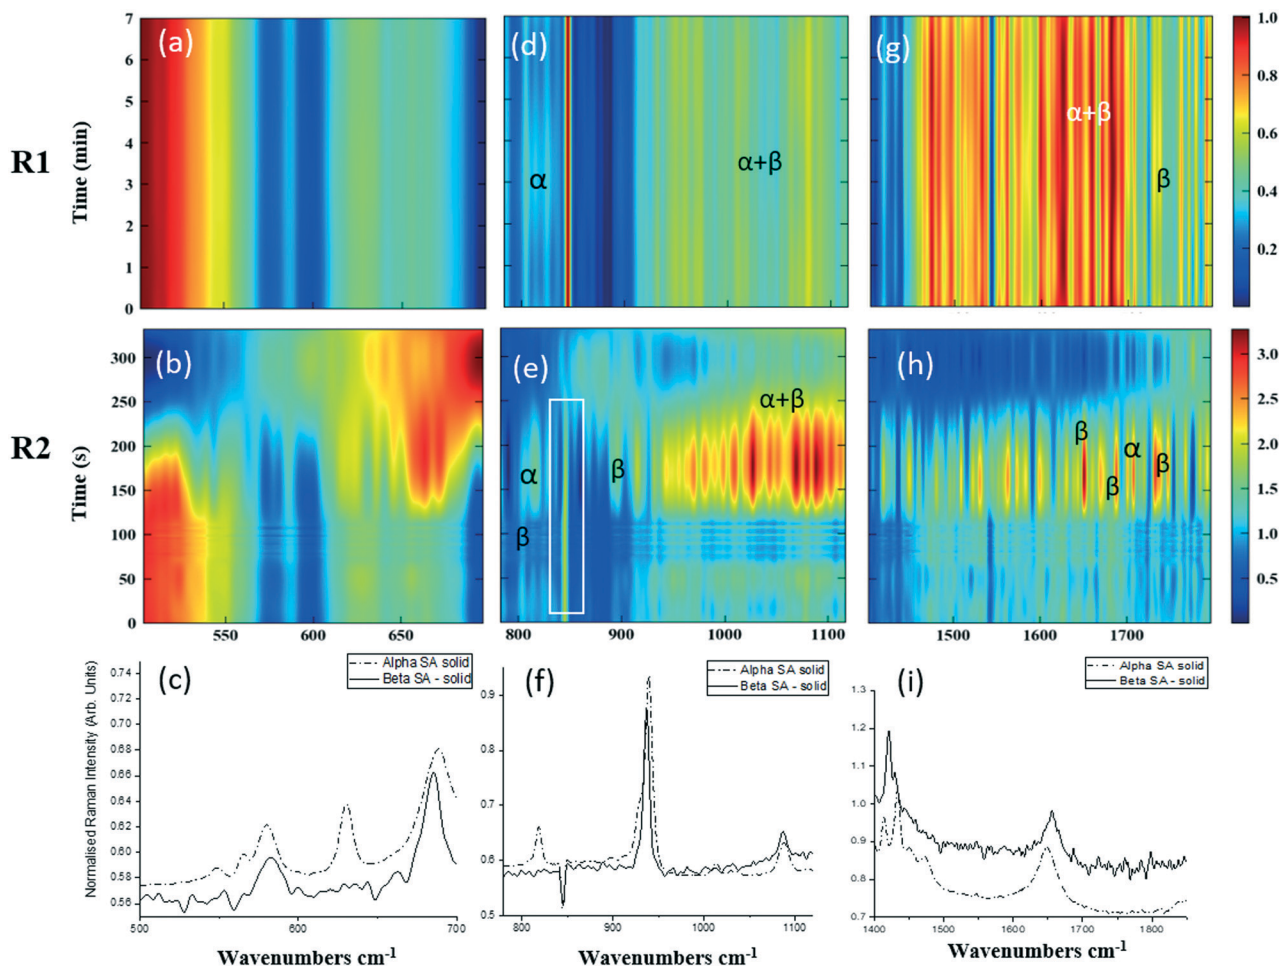 R1
Time (min)
7
6
5
4
3
2
1
0
(a)
(d)
α
α+β
(g)
α+β
β
1.0
0.8
0.6
0.4
0.2
R2
Time (s)
300
250
200
150
100
50
0
(b)
550 600 650
(e)
α+β
α
β
β
800 900 1000 1100
(h)
β
α
β
β
1500 1600 1700
3.0
2.5
2.0
1.5
1.0
0.5
Normalised Raman Intensity (Arb. Units)
0.74
0.72
0.70
0.68
0.66
0.64
0.62
0.60
0.58
0.56
(c)
Alpha SA solid
Beta SA - solid
500 600 700
Wavenumbers cm-1
0.9
0.8
0.7
0.6
0.5
(f)
Alpha SA solid
Beta SA - solid
800 900 1000 1100
Wavenumbers cm-1
1.3
1.2
1.1
1.0
0.9
0.8
0.7
(i)
Alpha SA solid
Beta SA - solid
1400 1500 1600 1700 1800
Wavenumbers cm-1